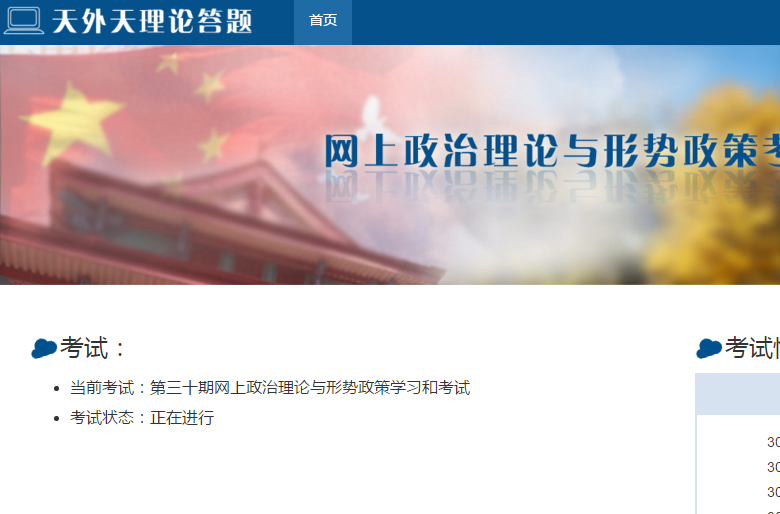 天外天理论答题
首页
网上政治理论与形势政策
考试：
当前考试：第三十期网上政治理论与形势政策学习和考试
考试状态：正在进行
考试
30
30
30